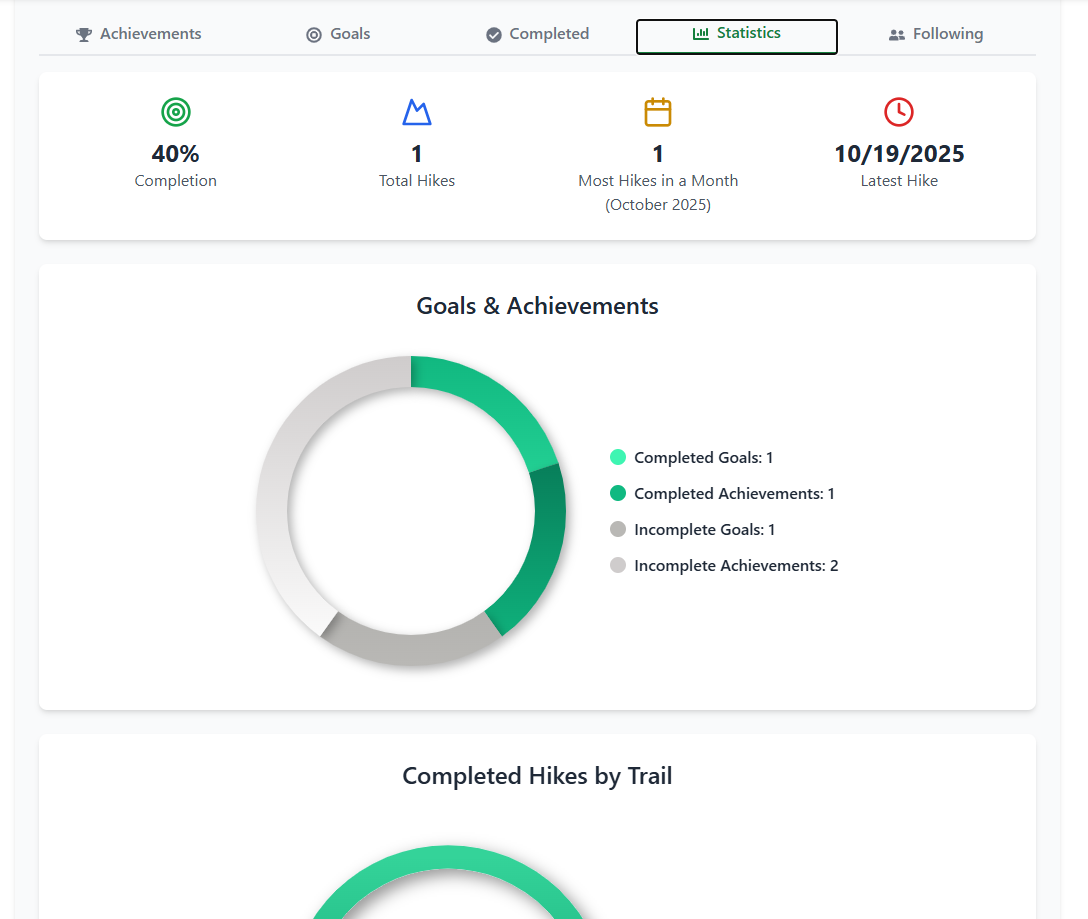 Achievements
Goals
Completed
Statistics
Following
40%
Completion
1
Total Hikes
1
Most Hikes in a Month
(October 2025)
10/19/2025
Latest Hike
Goals & Achievements
Completed Goals: 1
Completed Achievements: 1
Incomplete Goals: 1
Incomplete Achievements: 2
Completed Hikes by Trail